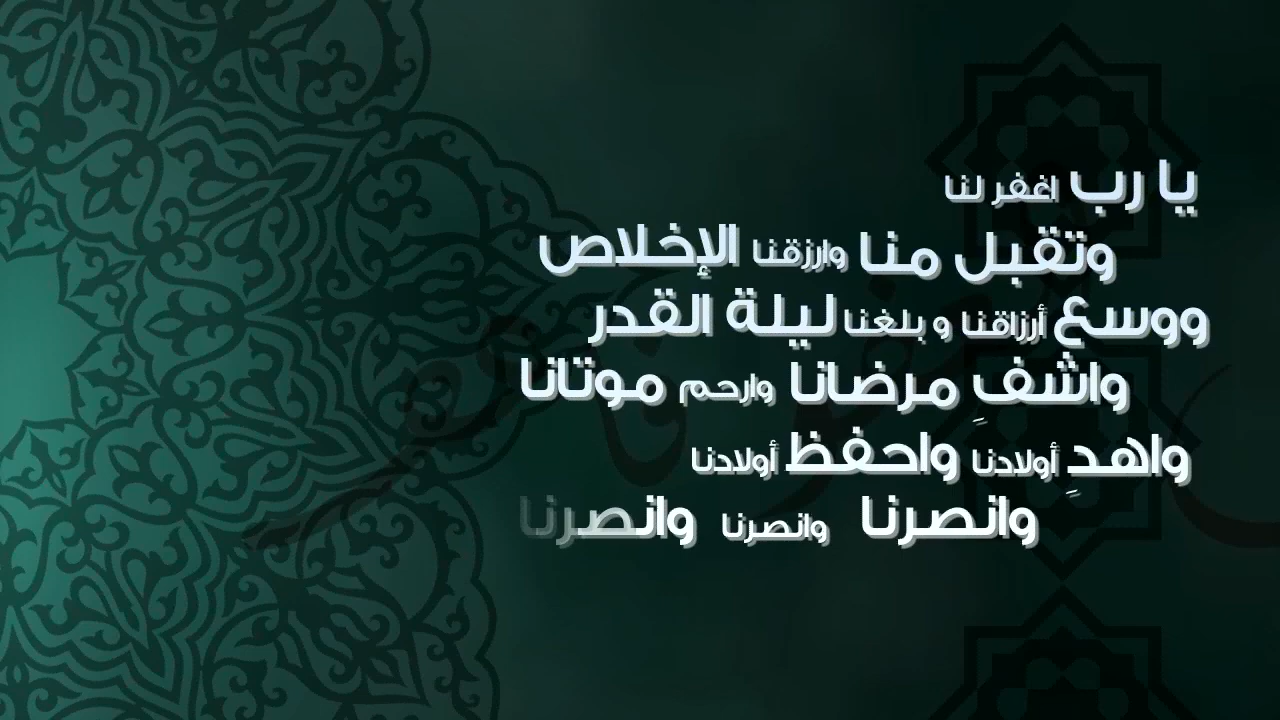 يا رب اغفر لنا
وتقبل منا وارزقنا الإخلاص
ووسع أرزاقنا و بلغنا ليلة القدر
واشفِ مرضانا وارحم موتانا
واهدِ أولادنا واحفظ أولادنا
وانصرنا وانصرنا وانصرنا